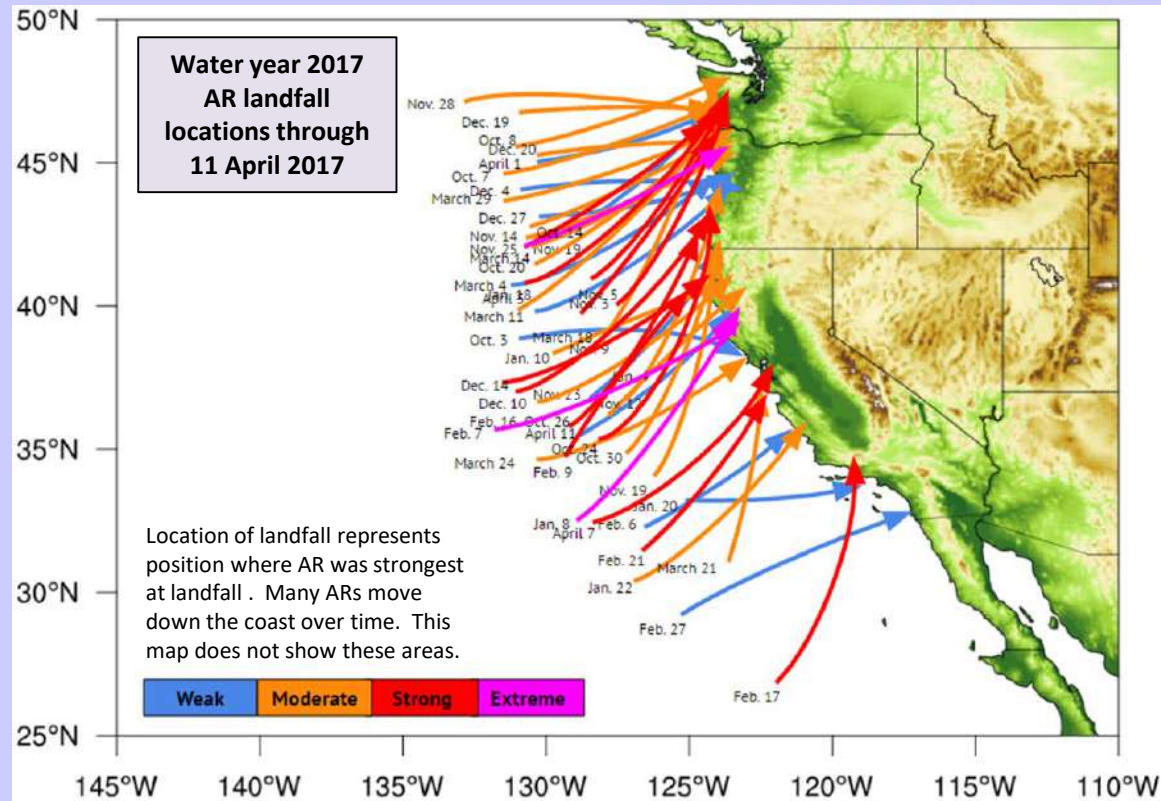 50°N
Water year 2017
AR landfall
locations through
11 April 2017
Nov. 28
Dec. 19
Oct. 8
Dec. 20
45°N
April 1
Oct. 7
Dec. 4
March 29
Dec. 27
Oct. 14
Nov. 14
Nov. 25
Nov. 19
March 14
Oct. 20
March 4
Jan. 18
Nov. 5
April 5
Nov. 3
40°N
March 11
Oct. 3
March 18
Nov. 9
Jan. 10
Dec. 14
Nov. 23
Dec. 10
Feb. 16
Oct. 26
Feb. 7
April 11
35°N
Oct. 24
March 24
Feb. 9
Oct. 30
Nov. 19
Jan. 20
Jan. 8
Feb. 6
April 7
Feb. 21
March 21
Jan. 22
Location of landfall represents
position where AR was strongest
at landfall . Many ARs move
down the coast over time. This
map does not show these areas.
30°N
Feb. 27
Feb. 17
Weak Moderate Strong Extreme
25°N
145°W 140°W 135°W 130°W 125°W 120°W 115°W 110°W